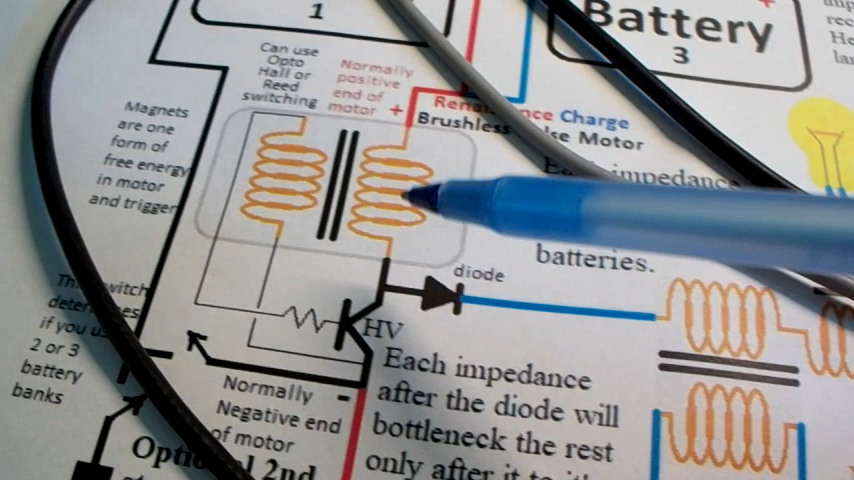 1
Battery
3
+
Can use
Opto
Hall or
Reed
switching
Normally
positive
end of
motor +
Charge
Brushless
Motor
Magnets
are one
form of
free energy
in motor
and trigger
impedance
batteries.
diode
HV
if you
2 or 3
battery
banks
Normally
Negative end
of motor
-
Each impedance
after the diode will
bottleneck the rest
only after it to
2nd